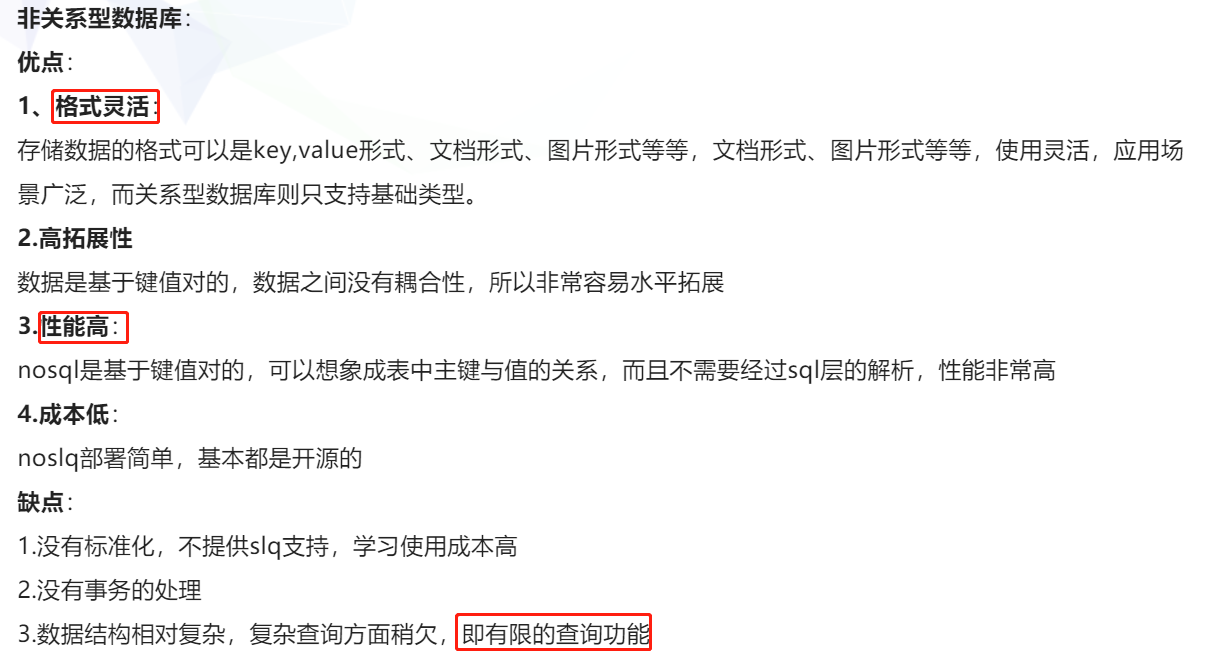 非关系型数据库：
优点：
1、格式灵活：
存储数据的格式可以是key,value形式、文档形式、图片形式等等，文档形式、图片形式等等，使用灵活，应用场
景广泛，而关系型数据库则只支持基础类型。
2.高拓展性
数据是基于键值对的，数据之间没有耦合性，所以非常容易水平拓展
3.性能高：
nosql是基于键值对的，可以想象成表中主键与值的关系，而且不需要经过sql层的解析，性能非常高
4.成本低：
noslq部署简单，基本都是开源的
缺点：
1.没有标准化，不提供slq支持，学习使用成本高
2.没有事务的处理
3.数据结构相对复杂，复杂查询方面稍欠，即有限的查询功能